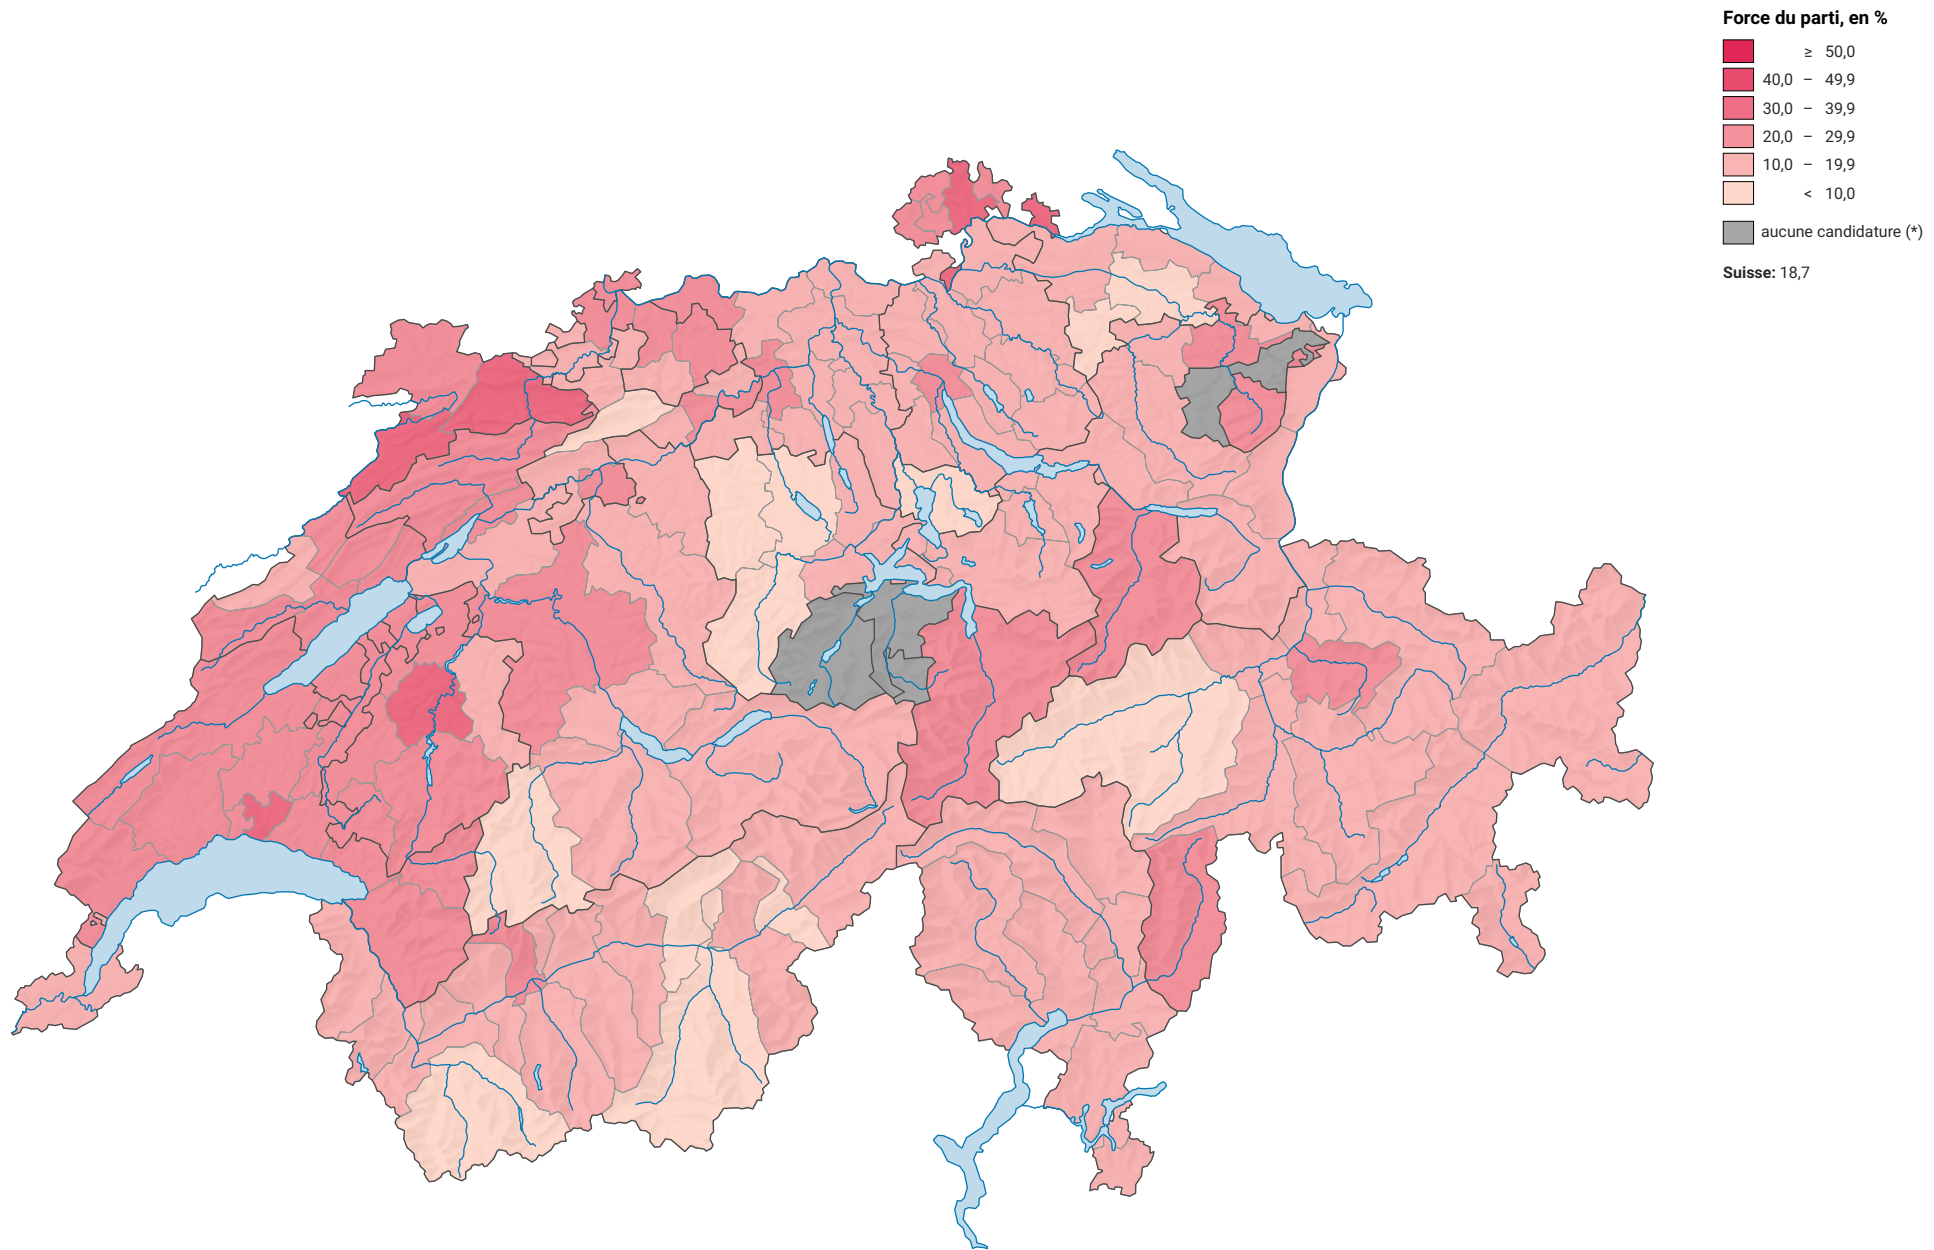 Force du parti, en %
≥ 50,0
40,0 – 49,9
30,0 – 39,9
20,0 – 29,9
10,0 – 19,9
< 10,0
aucune candidature (*)
Suisse: 18,7